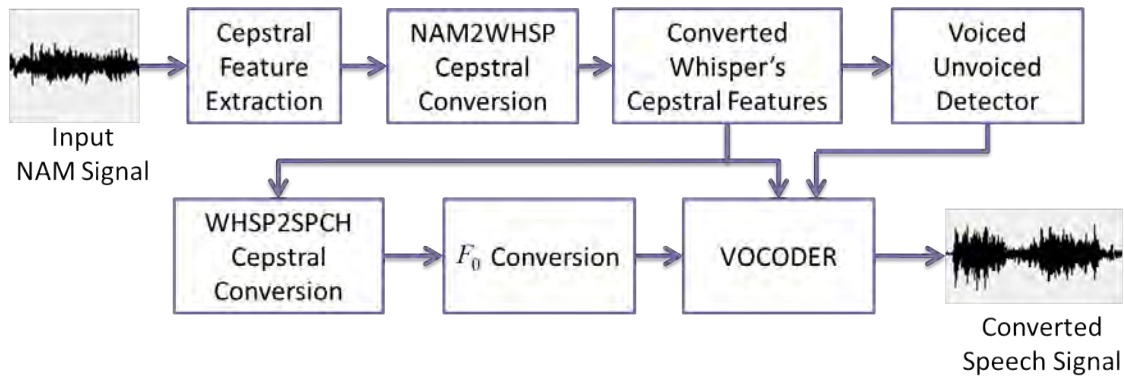 Cepstral
Feature
Extraction
NAM2WHSP
Cepstral
Conversion
Converted
Whisper's
Cepstral Features
Voiced
Unvoiced
Detector
Input
NAM Signal
WHSP2SPCH
Cepstral
Conversion
F₀ Conversion
VOCODER
Converted
Speech Signal